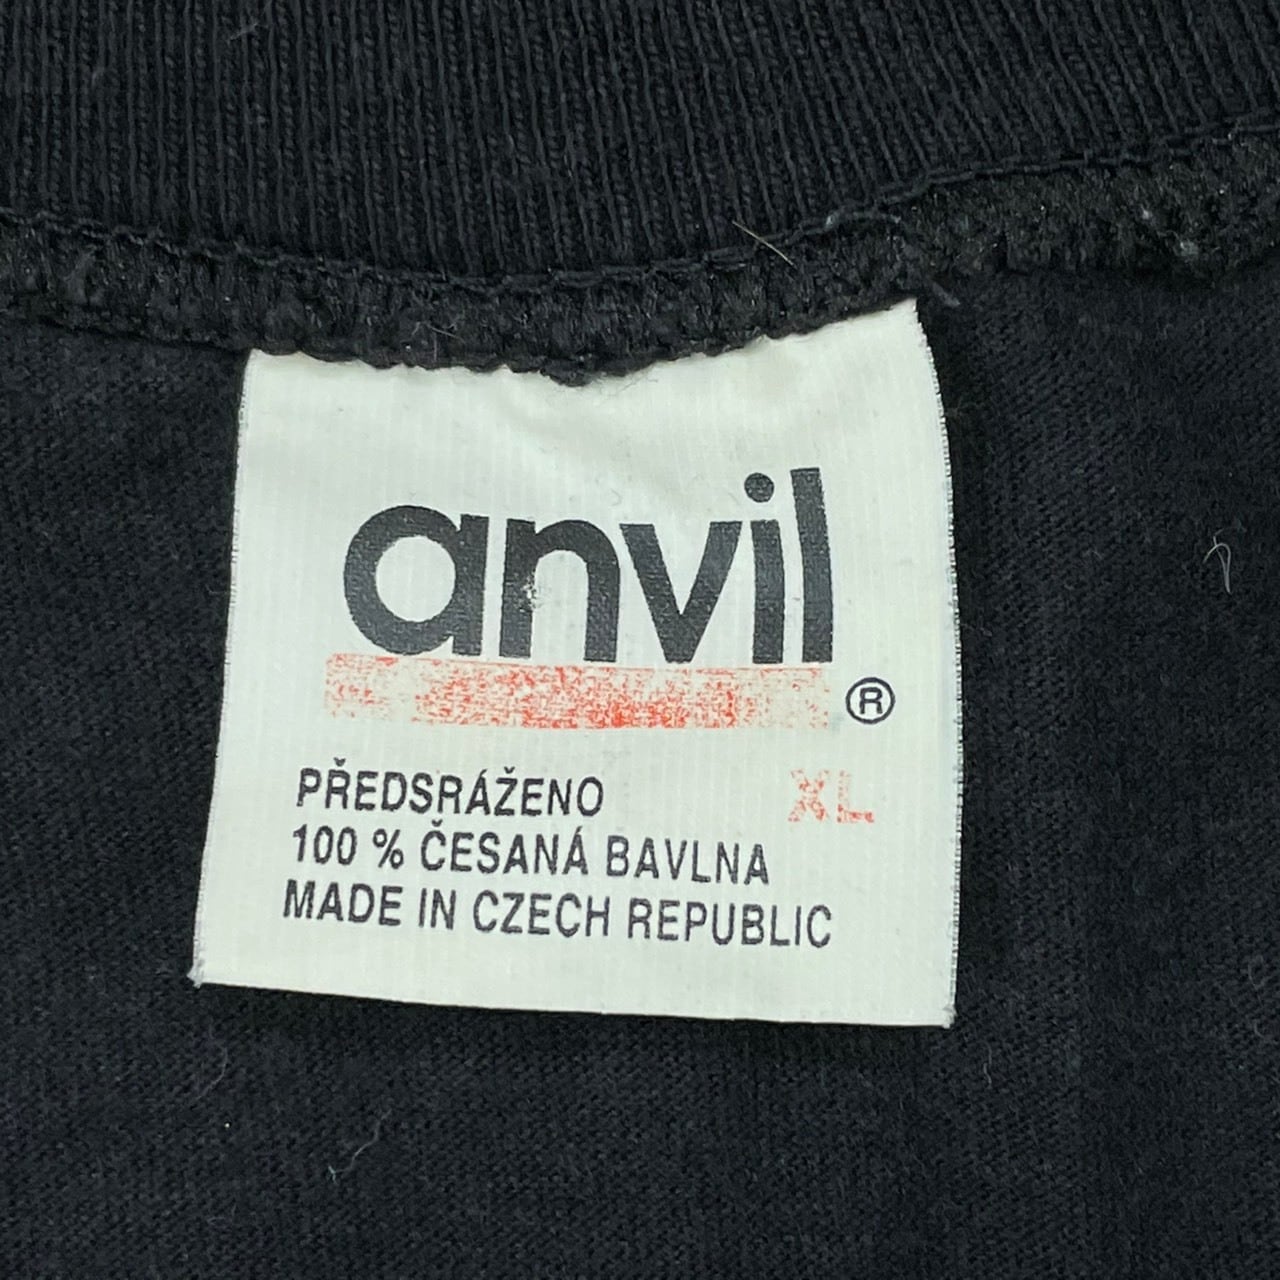 anvil
®
PŘEDSRÁŽENO XL
100 % ČESANÁ BAVLNA
MADE IN CZECH REPUBLIC